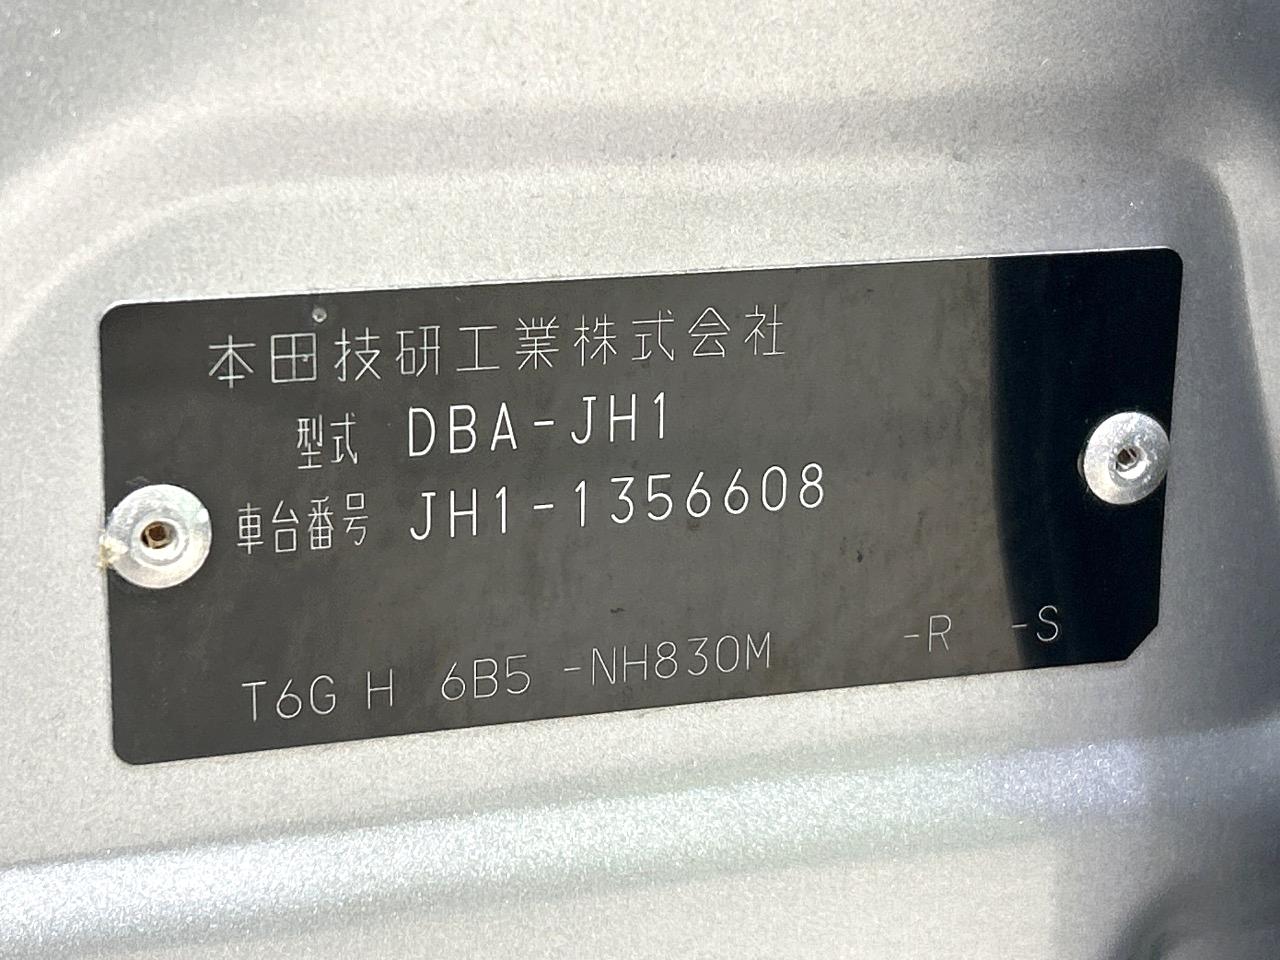 本田技研工業株式会社
型式 DBA-JH1
車台番号 JH1-1356608
T6G H 6B5 -NH830M -R -S